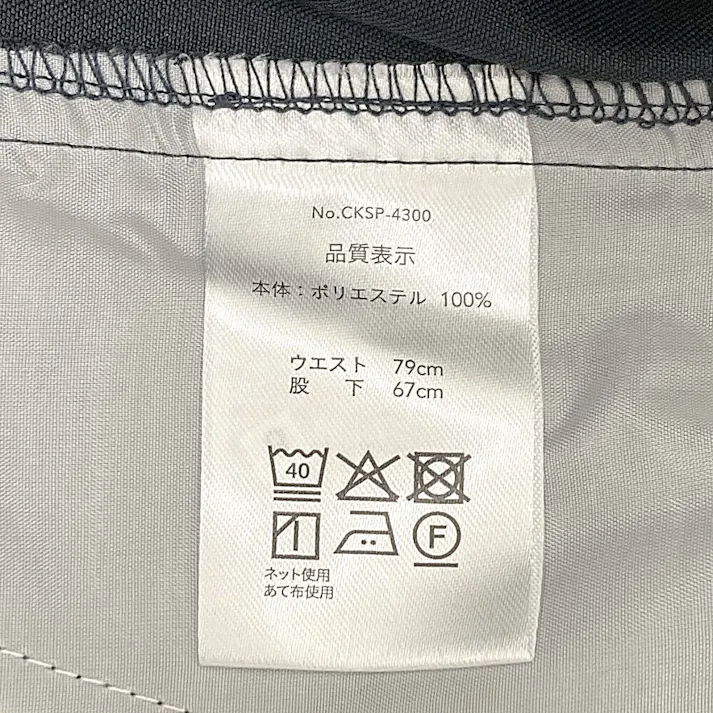 No.CKSP-4300
品質表示
本体：ポリエステル 100%
ウエスト 79cm
股 下 67cm
40
F
ネット使用
あて布使用